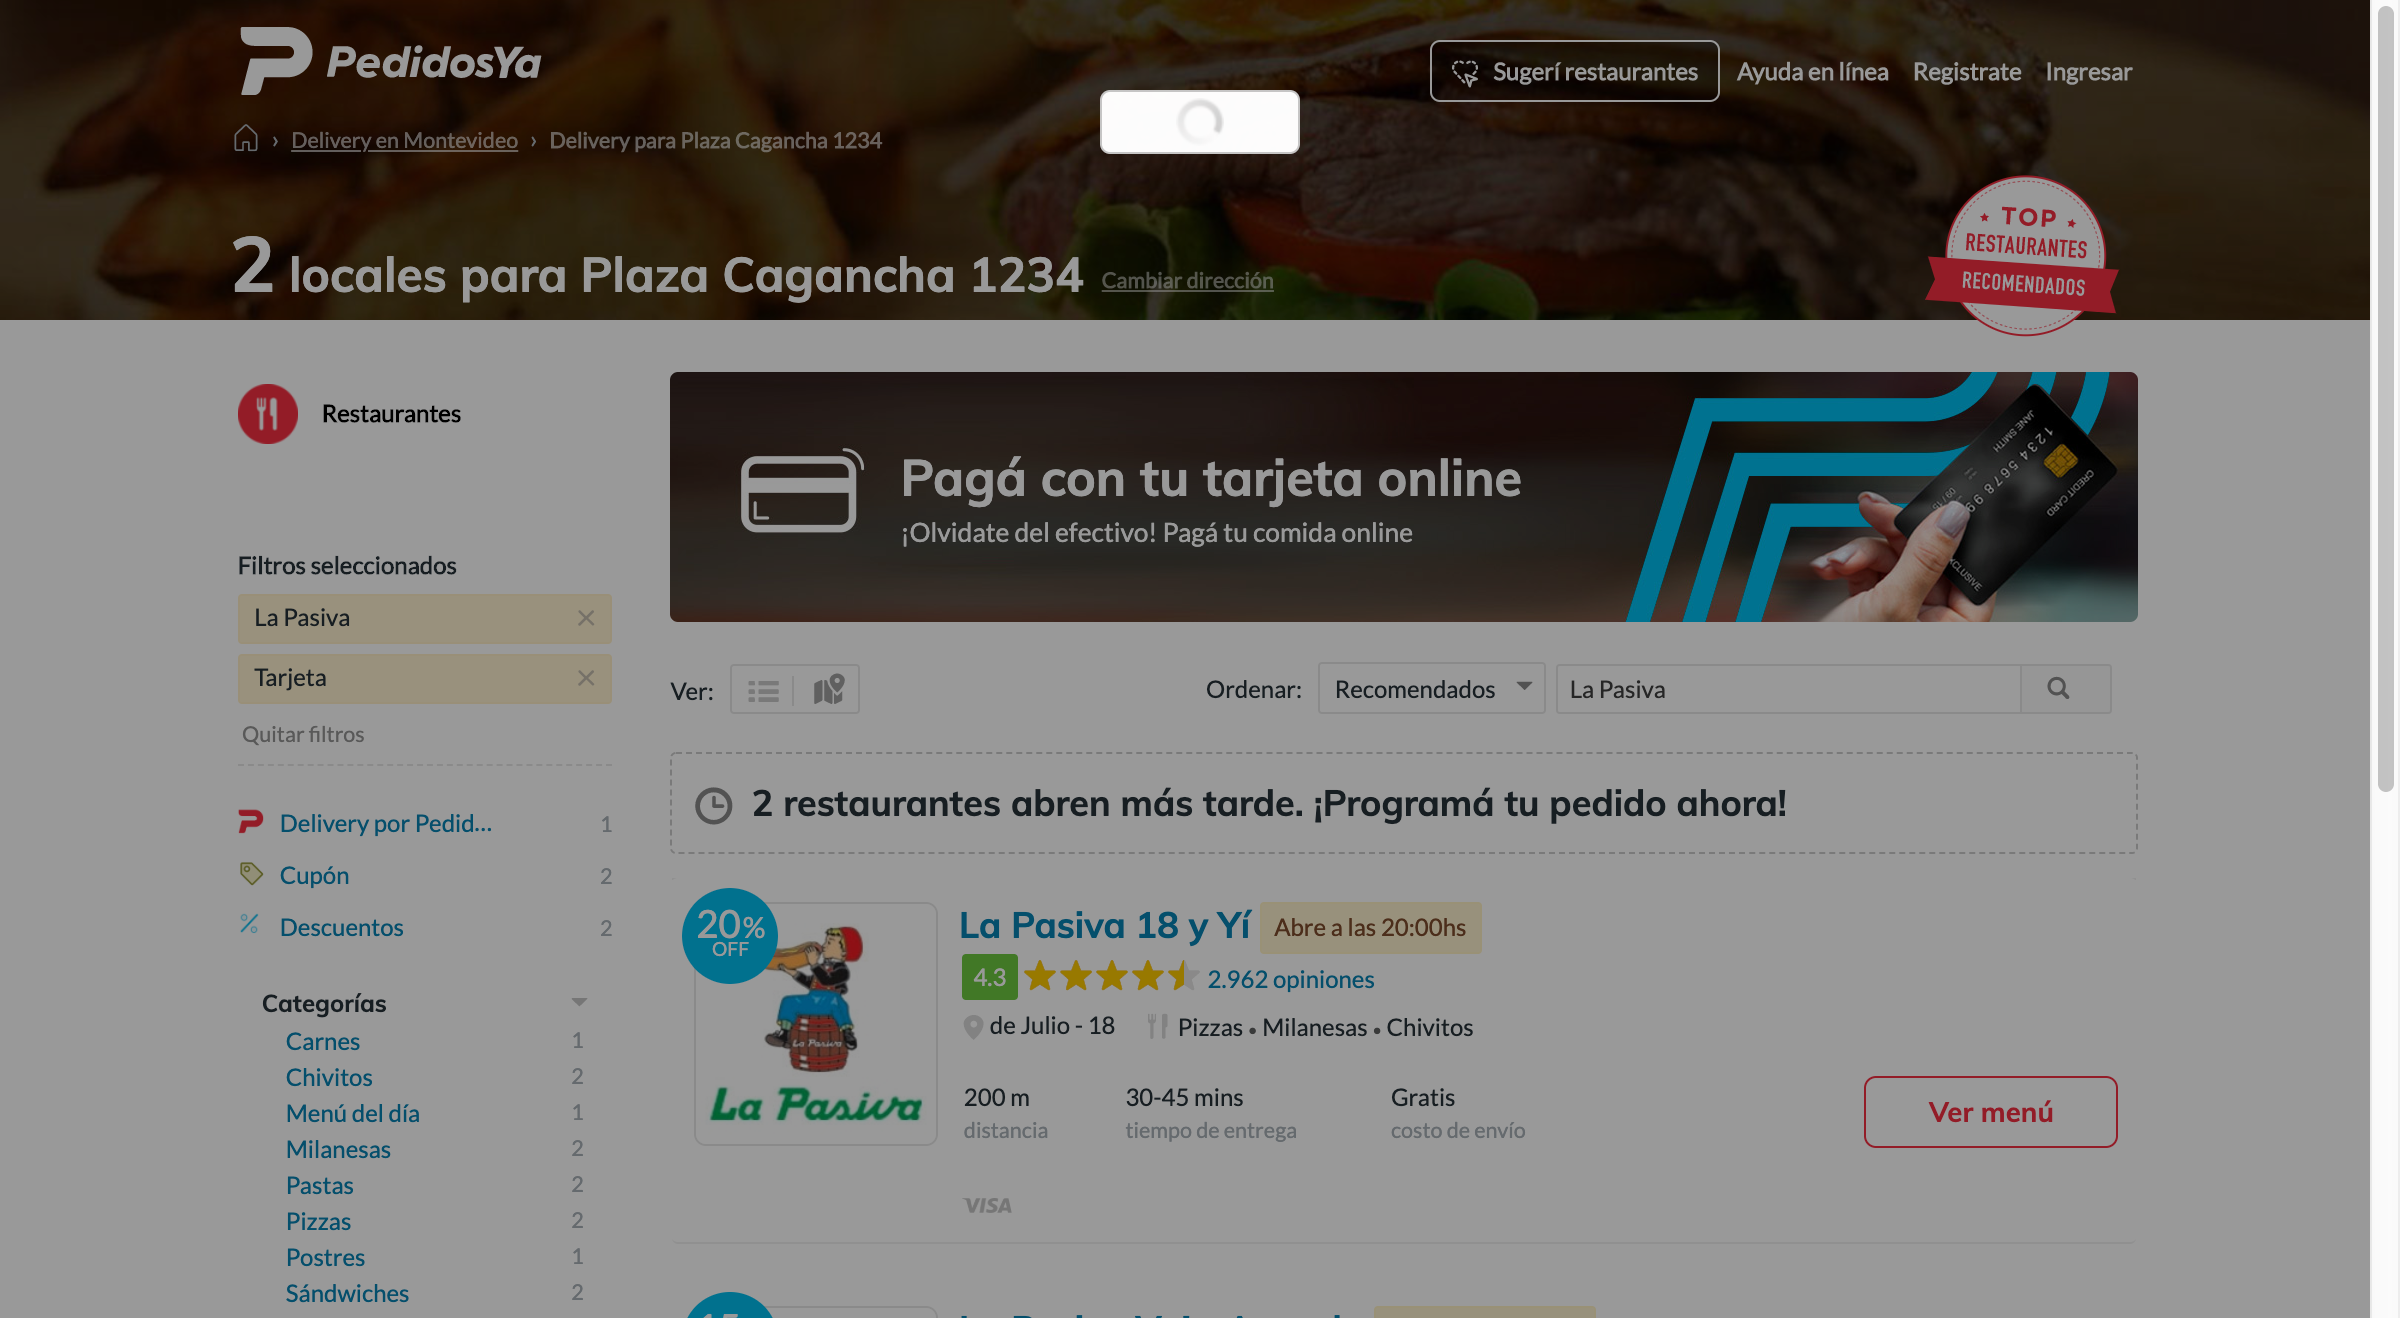 PedidosYa
Sugerí restaurantes
Ayuda en línea
Registrate
Ingresar
› Delivery en Montevideo › Delivery para Plaza Cagancha 1234
2 locales para Plaza Cagancha 1234 Cambiar dirección
TOP
RESTAURANTES
RECOMENDADOS
Restaurantes
Pagá con tu tarjeta online
¡Olvidate del efectivo! Pagá tu comida online
JANE SMITH
CREDIT CARD
Filtros seleccionados
La Pasiva
Tarjeta
Quitar filtros
Delivery por Pedid... 1
Cupón 2
Descuentos 2
Categorías
Carnes 1
Chivitos 2
Menú del día 1
Milanesas 2
Pastas 2
Pizzas 2
Postres 1
Sándwiches 2
Ver:
Ordenar: Recomendados
La Pasiva
2 restaurantes abren más tarde. ¡Programá tu pedido ahora!
20% OFF
La Pasiva
La Pasiva
La Pasiva 18 y Yí
Abre a las 20:00hs
4.3
2.962 opiniones
de Julio - 18
Pizzas • Milanesas • Chivitos
200 m
distancia
30-45 mins
tiempo de entrega
Gratis
costo de envío
Ver menú
VISA